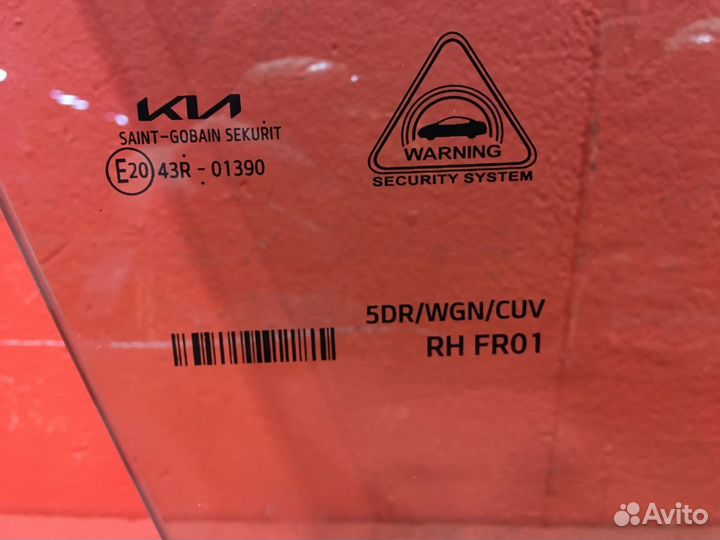 KIA
SAINT-GOBAIN SEKURIT
E20 43R - 01390
WARNING
SECURITY SYSTEM
5DR/WGN/CUV
RH FR01
Avito